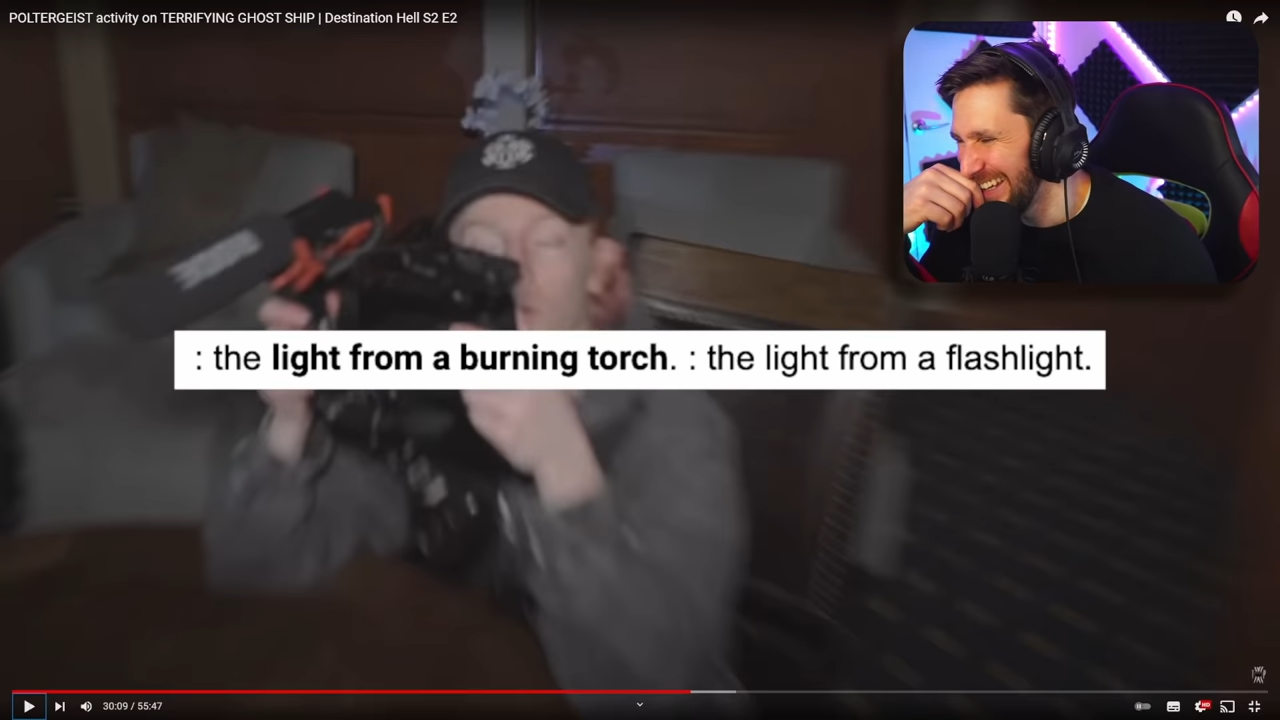 POLTERGEIST activity on TERRIFYING GHOST SHIP | Destination Hell S2 E2
: the light from a burning torch. : the light from a flashlight.
30:09 / 55:47
HD